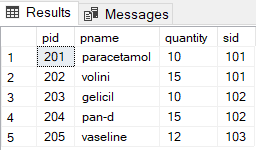 Results Messages
pid pname quantity sid
1 201 paracetamol 10 101
2 202 volini 15 101
3 203 gelicil 10 102
4 204 pan-d 15 102
5 205 vaseline 12 103